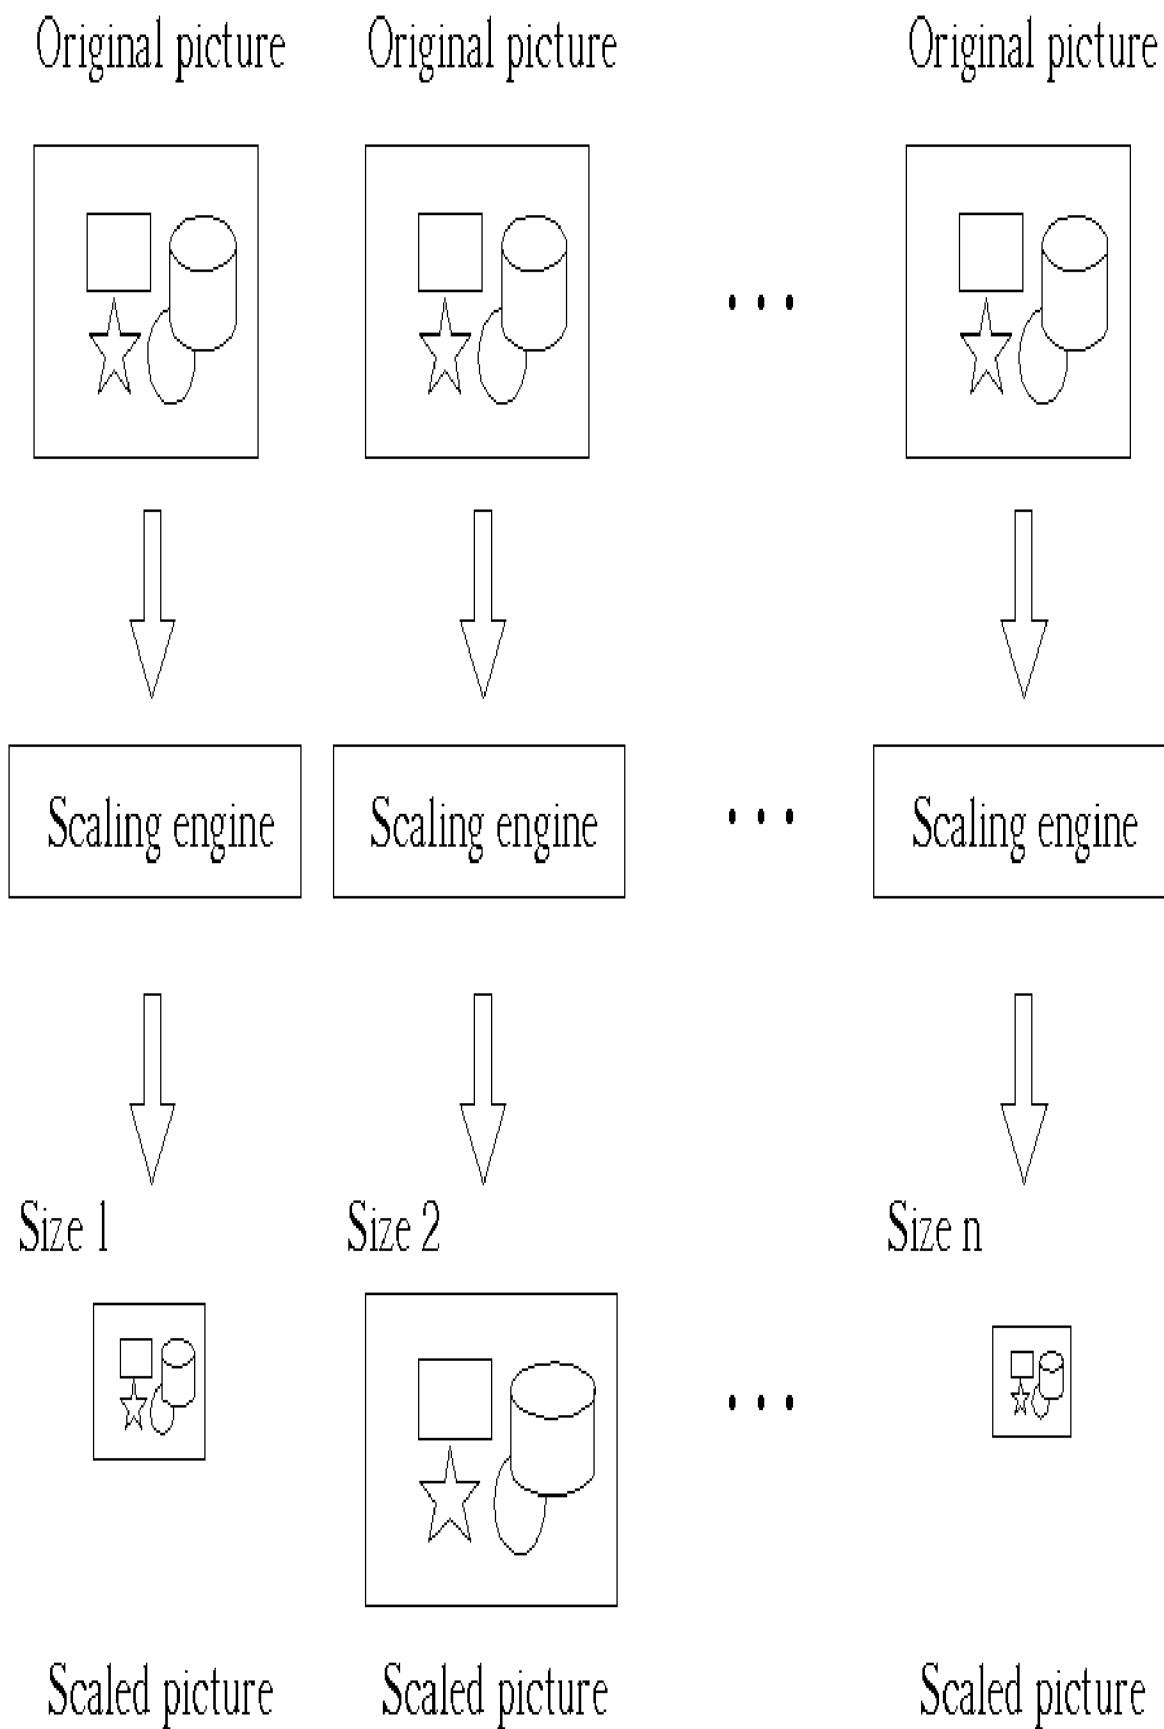 Original picture Original picture Original picture
Scaling engine Scaling engine Scaling engine
Size 1 Size 2 Size n
Scaled picture Scaled picture Scaled picture